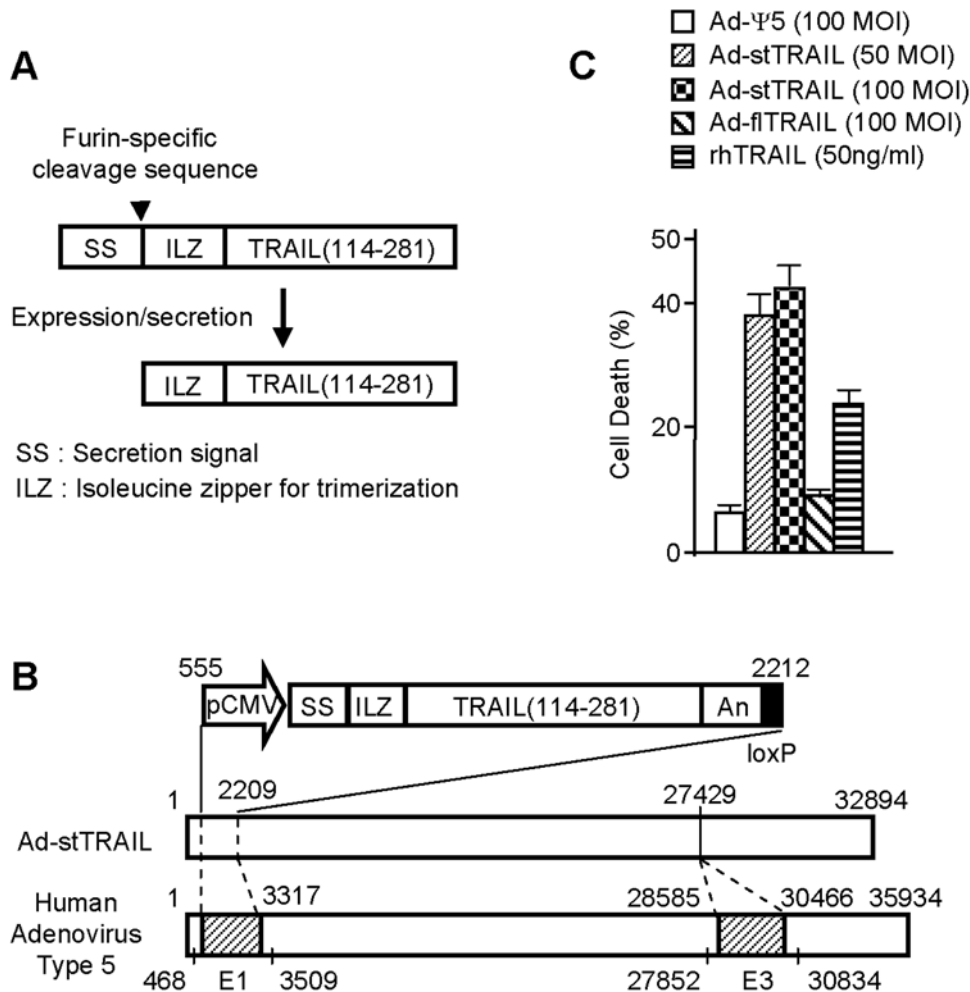 A
Furin-specific
cleavage sequence
SS ILZ TRAIL(114-281)
Expression/secretion
ILZ TRAIL(114-281)
SS : Secretion signal
ILZ : Isoleucine zipper for trimerization
C
Ad-Ψ5 (100 MOI)
Ad-stTRAIL (50 MOI)
Ad-stTRAIL (100 MOI)
Ad-flTRAIL (100 MOI)
rhTRAIL (50ng/ml)
Cell Death (%)
50
40
20
0
B
555 2212
pCMV SS ILZ TRAIL(114-281) An
loxP
1 2209 27429 32894
Ad-stTRAIL
1 3317 28585 30466 35934
Human
Adenovirus
Type 5
468 E1 3509 27852 E3 30834